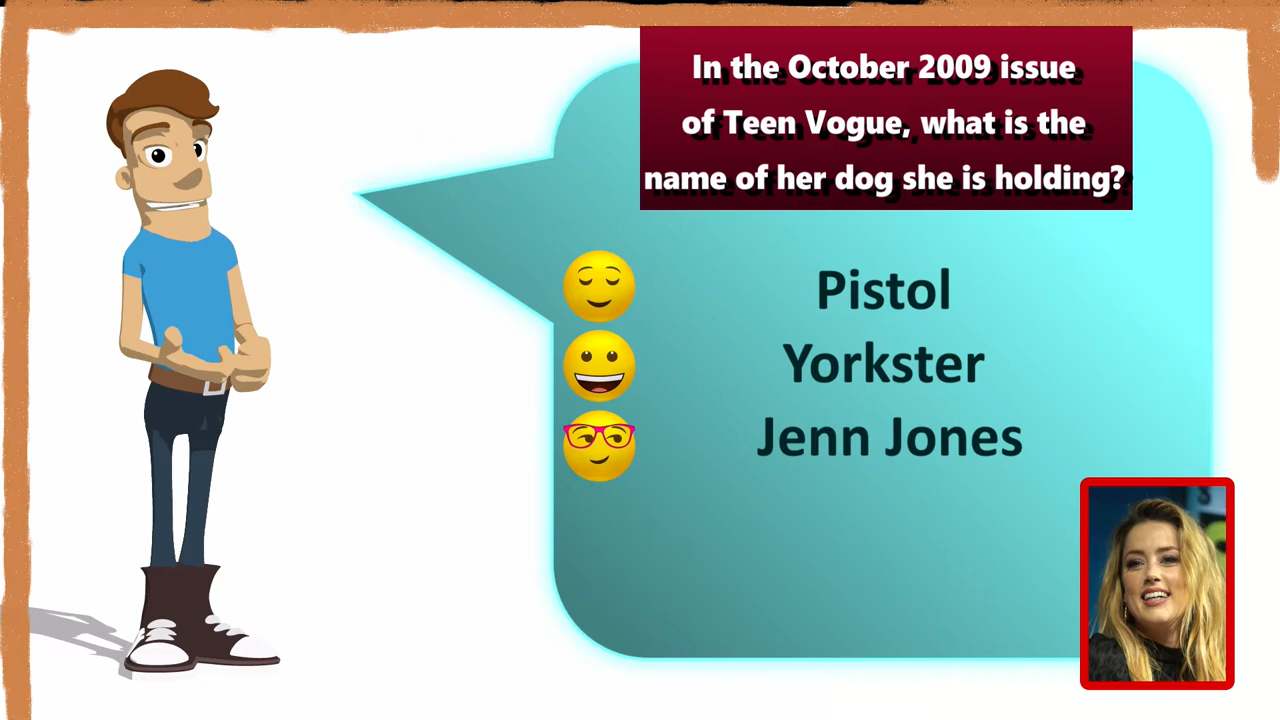 In the October 2009 issue
of Teen Vogue, what is the
name of her dog she is holding?
Pistol
Yorkster
Jenn Jones